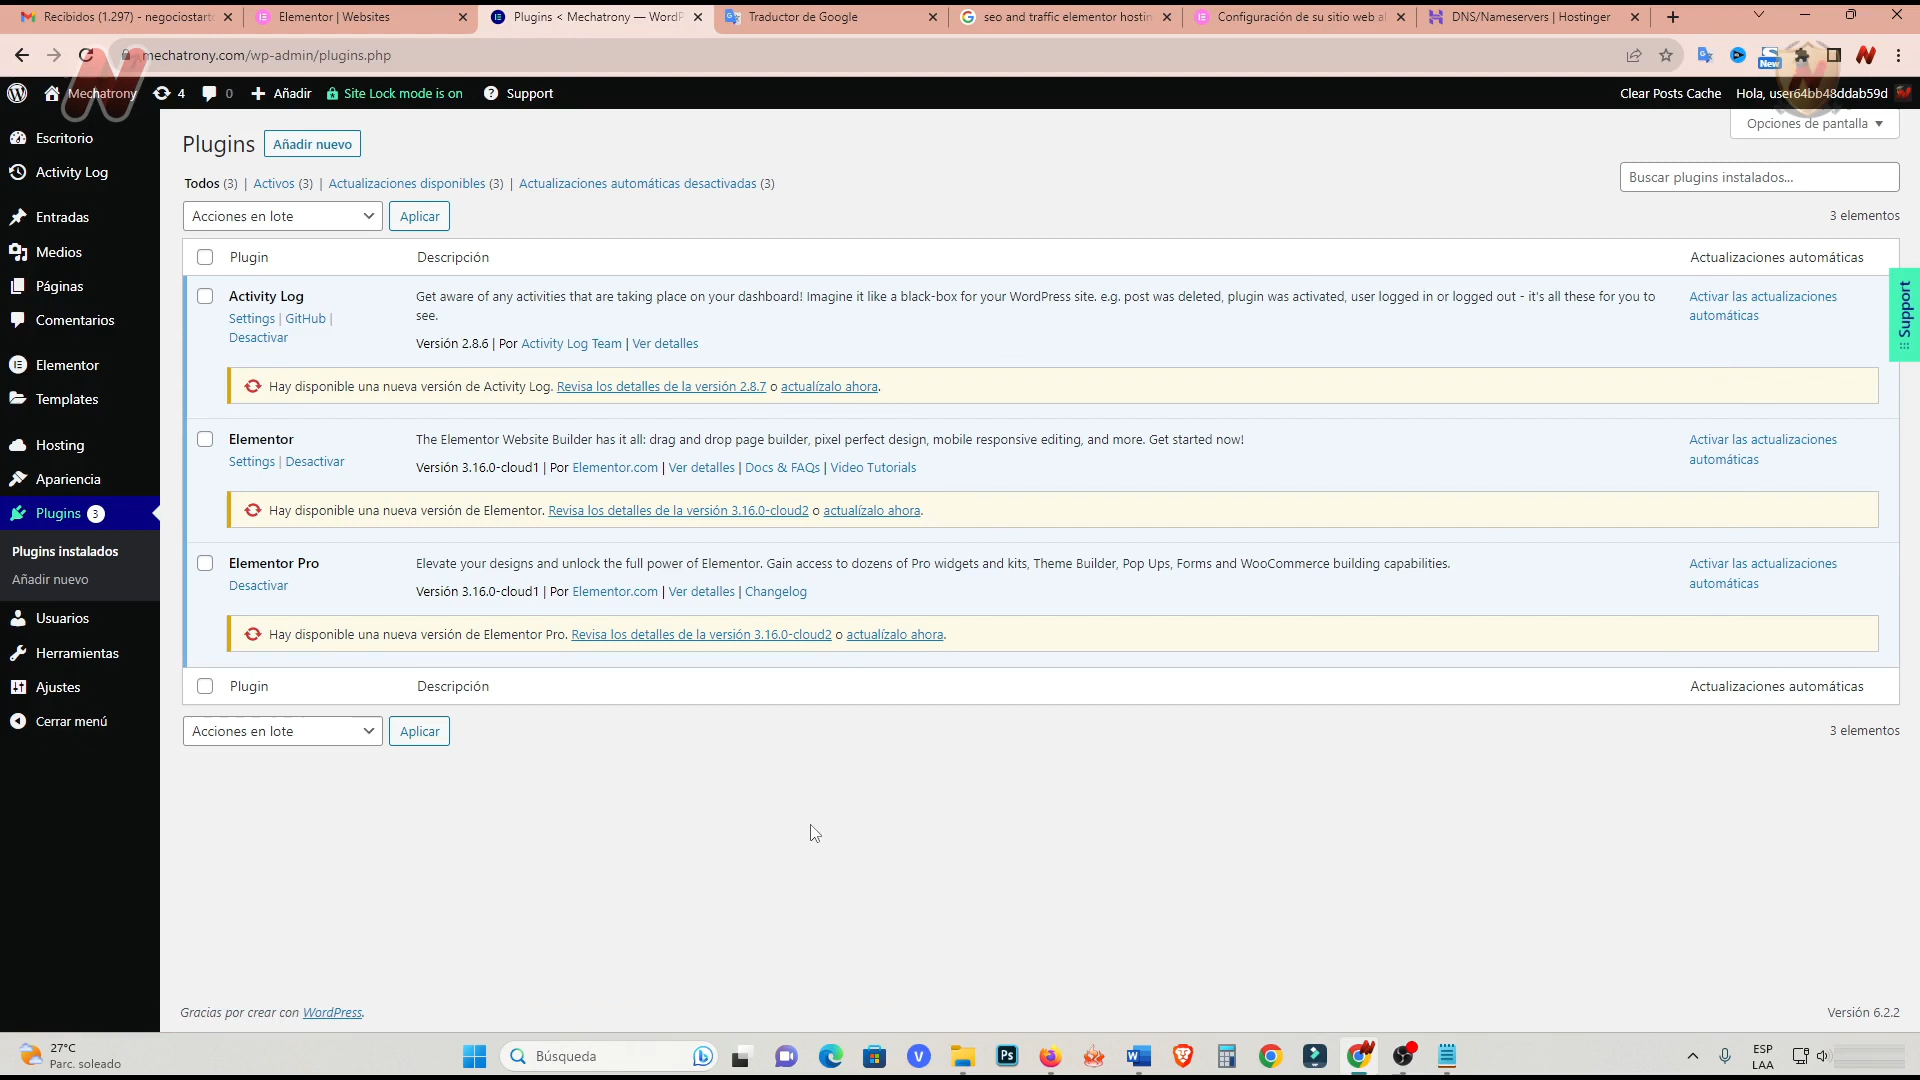 Recibidos (1.297) - negociostart
Elementor | Websites
Plugins < Mechatrony — WordP
Traductor de Google
seo and traffic elementor hostin
Configuración de su sitio web al
DNS/Nameservers | Hostinger
mechatrony.com/wp-admin/plugins.php
New
Mechatrony
4
0
Añadir
Site Lock mode is on
Support
Clear Posts Cache
Hola, user64bb48ddab59d
Opciones de pantalla
Escritorio
Activity Log
Entradas
Medios
Páginas
Comentarios
Elementor
Templates
Hosting
Apariencia
Plugins 3
Plugins instalados
Añadir nuevo
Usuarios
Herramientas
Ajustes
Cerrar menú
Plugins
Añadir nuevo
Todos (3) | Activos (3) | Actualizaciones disponibles (3) | Actualizaciones automáticas desactivadas (3)
Buscar plugins instalados...
Acciones en lote
Aplicar
3 elementos
Plugin
Descripción
Actualizaciones automáticas
Activity Log
Settings | GitHub |
Desactivar
Get aware of any activities that are taking place on your dashboard! Imagine it like a black-box for your WordPress site. e.g. post was deleted, plugin was activated, user logged in or logged out - it's all these for you to
see.
Versión 2.8.6 | Por Activity Log Team | Ver detalles
Activar las actualizaciones
automáticas
Hay disponible una nueva versión de Activity Log. Revisa los detalles de la versión 2.8.7 o actualízalo ahora.
Elementor
Settings | Desactivar
The Elementor Website Builder has it all: drag and drop page builder, pixel perfect design, mobile responsive editing, and more. Get started now!
Versión 3.16.0-cloud1 | Por Elementor.com | Ver detalles | Docs & FAQs | Video Tutorials
Activar las actualizaciones
automáticas
Hay disponible una nueva versión de Elementor. Revisa los detalles de la versión 3.16.0-cloud2 o actualízalo ahora.
Elementor Pro
Desactivar
Elevate your designs and unlock the full power of Elementor. Gain access to dozens of Pro widgets and kits, Theme Builder, Pop Ups, Forms and WooCommerce building capabilities.
Versión 3.16.0-cloud1 | Por Elementor.com | Ver detalles | Changelog
Activar las actualizaciones
automáticas
Hay disponible una nueva versión de Elementor Pro. Revisa los detalles de la versión 3.16.0-cloud2 o actualízalo ahora.
Plugin
Descripción
Actualizaciones automáticas
Acciones en lote
Aplicar
3 elementos
Support
Gracias por crear con WordPress.
Versión 6.2.2
27°C
Parc. soleado
Búsqueda
ESP
LAA